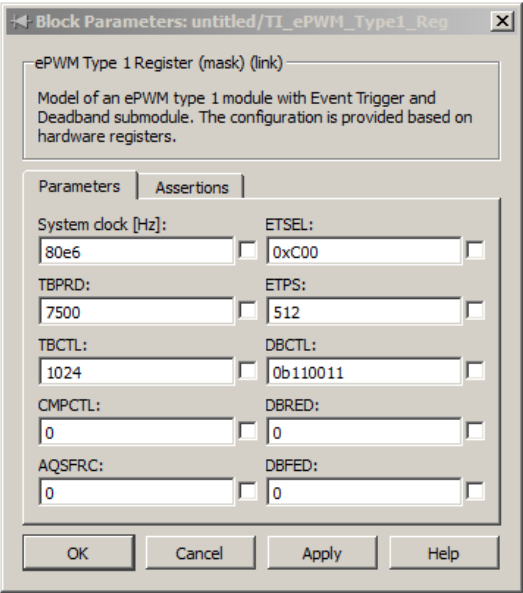 Block Parameters: untitled/TI_ePWM_Type1_Reg
ePWM Type 1 Register (mask) (link)
Model of an ePWM type 1 module with Event Trigger and
Deadband submodule. The configuration is provided based on
hardware registers.
Parameters Assertions
System clock [Hz]: ETSEL:
80e6 0xC00
TBPRD: ETPS:
7500 512
TBCTL: DBCTL:
1024 0b110011
CMPCTL: DBRED:
0 0
AQSFRC: DBFED:
0 0
OK Cancel Apply Help